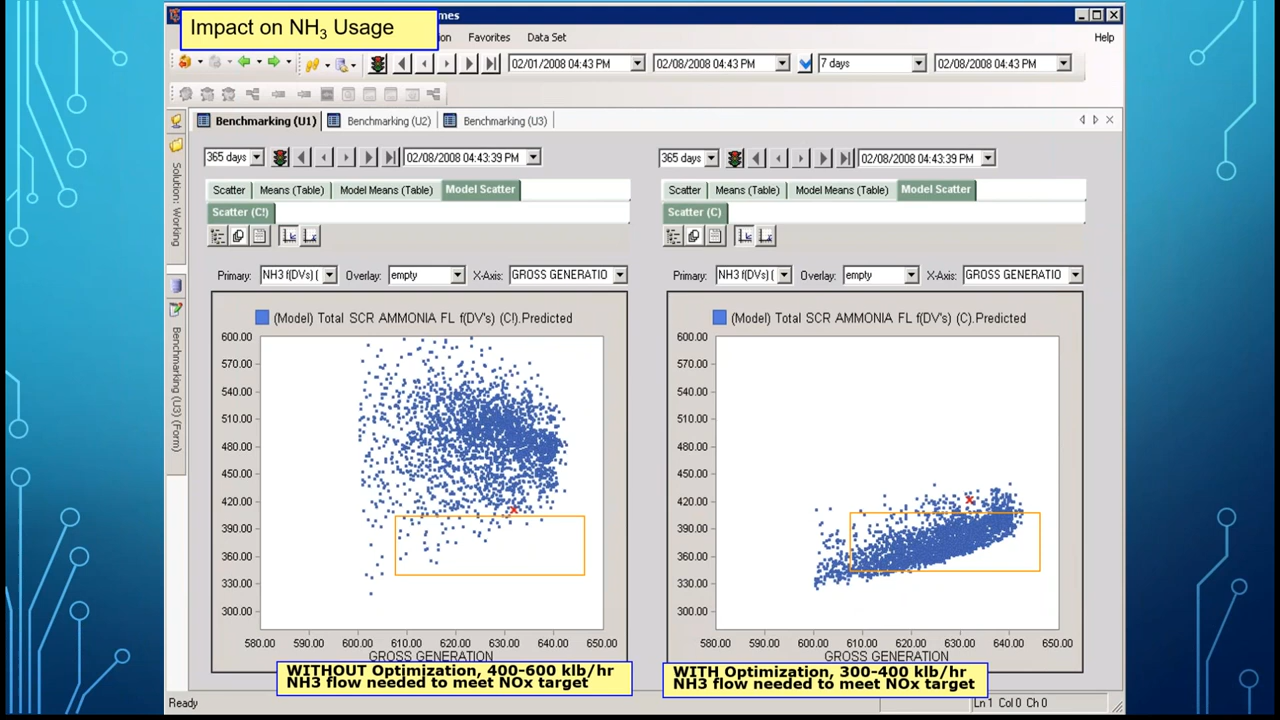 Impact on NH3 Usage
mes
on Favorites Data Set Help
02/01/2008 04:43 PM 02/08/2008 04:43 PM 7 days 02/08/2008 04:43 PM
Benchmarking (U1) Benchmarking (U2) Benchmarking (U3)
Solution: Working
Benchmarking (U3) (Form)
365 days 02/08/2008 04:43:39 PM
Scatter Means (Table) Model Means (Table) Model Scatter
Scatter (C!)
Primary: NH3 f(DVs) ( Overlay: empty X-Axis: GROSS GENERATIO
(Model) Total SCR AMMONIA FL f(DV's) (C!).Predicted
600.00
570.00
540.00
510.00
480.00
450.00
420.00
390.00
360.00
330.00
300.00
580.00 590.00 600.00 610.00 620.00 630.00 640.00 650.00
GROSS GENERATION
WITHOUT Optimization, 400-600 klb/hr
NH3 flow needed to meet NOx target
365 days 02/08/2008 04:43:39 PM
Scatter Means (Table) Model Means (Table) Model Scatter
Scatter (C)
Primary: NH3 f(DVs) ( Overlay: empty X-Axis: GROSS GENERATIO
(Model) Total SCR AMMONIA FL f(DV's) (C).Predicted
600.00
570.00
540.00
510.00
480.00
450.00
420.00
390.00
360.00
330.00
300.00
580.00 590.00 600.00 610.00 620.00 630.00 640.00 650.00
GROSS GENERATION
WITH Optimization, 300-400 klb/hr
NH3 flow needed to meet NOx target
Ready Ln 1 Col 0 Ch 0